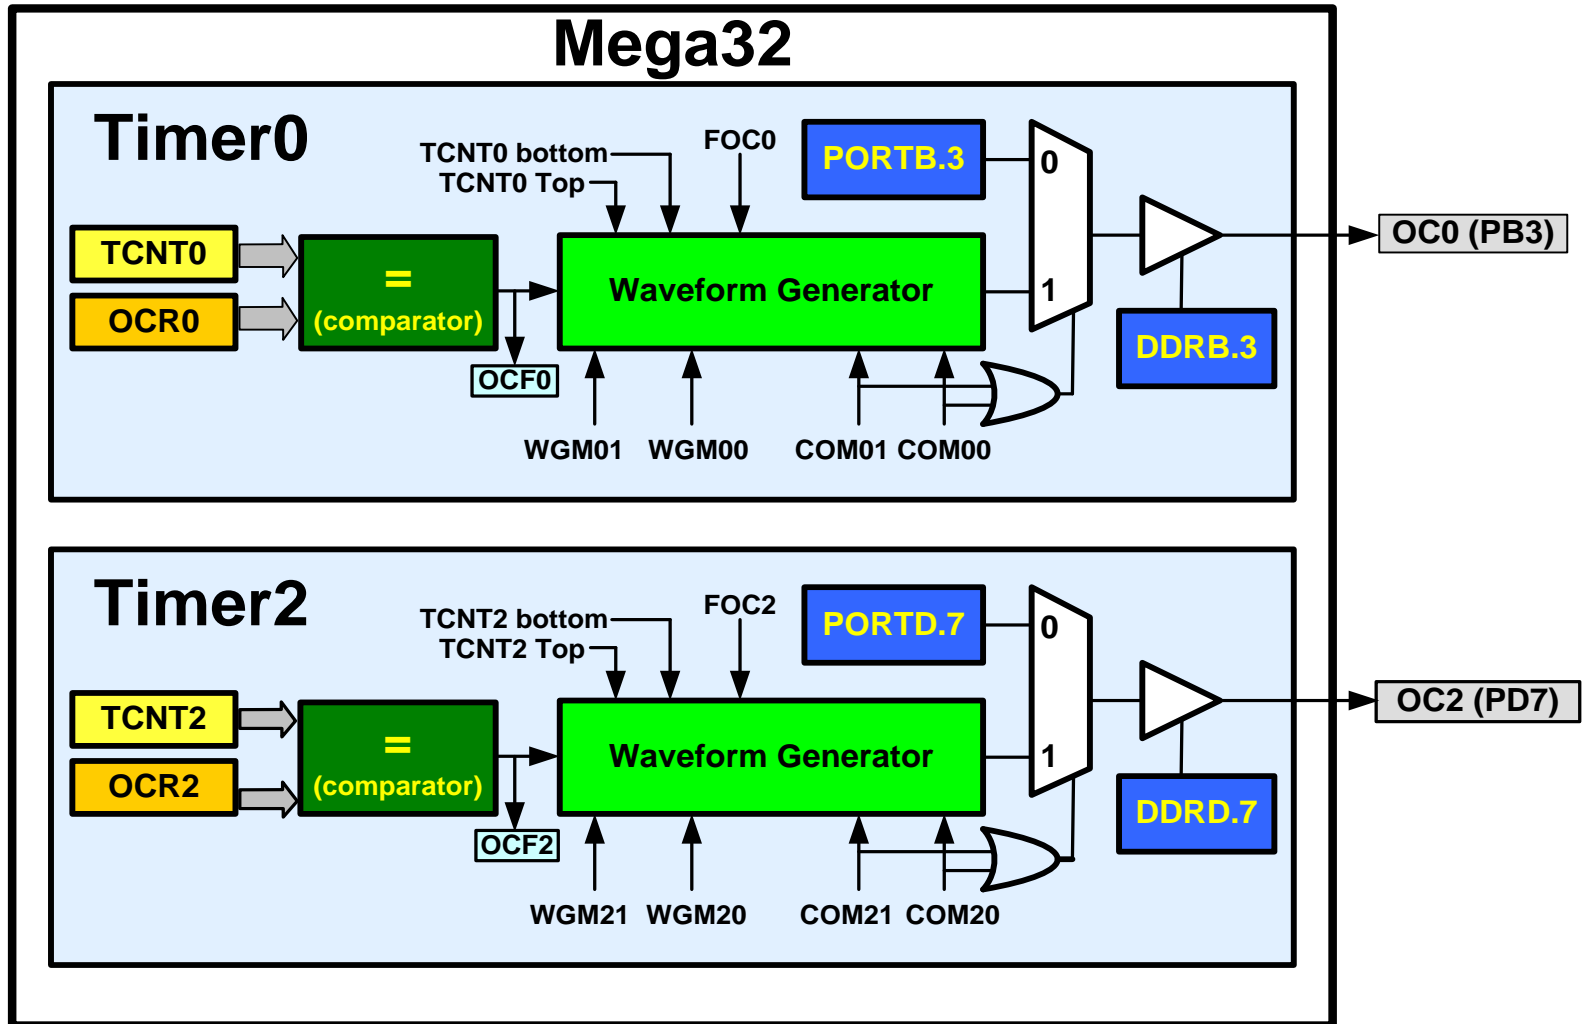 Mega32
Timer0
TCNT0 bottom
TCNT0 Top
FOC0
PORTB.3
0
TCNT0
OCR0
=
(comparator)
Waveform Generator
1
OC0 (PB3)
DDRB.3
OCF0
WGM01
WGM00
COM01
COM00
Timer2
TCNT2 bottom
TCNT2 Top
FOC2
PORTD.7
0
TCNT2
OCR2
=
(comparator)
Waveform Generator
1
OC2 (PD7)
DDRD.7
OCF2
WGM21
WGM20
COM21
COM20